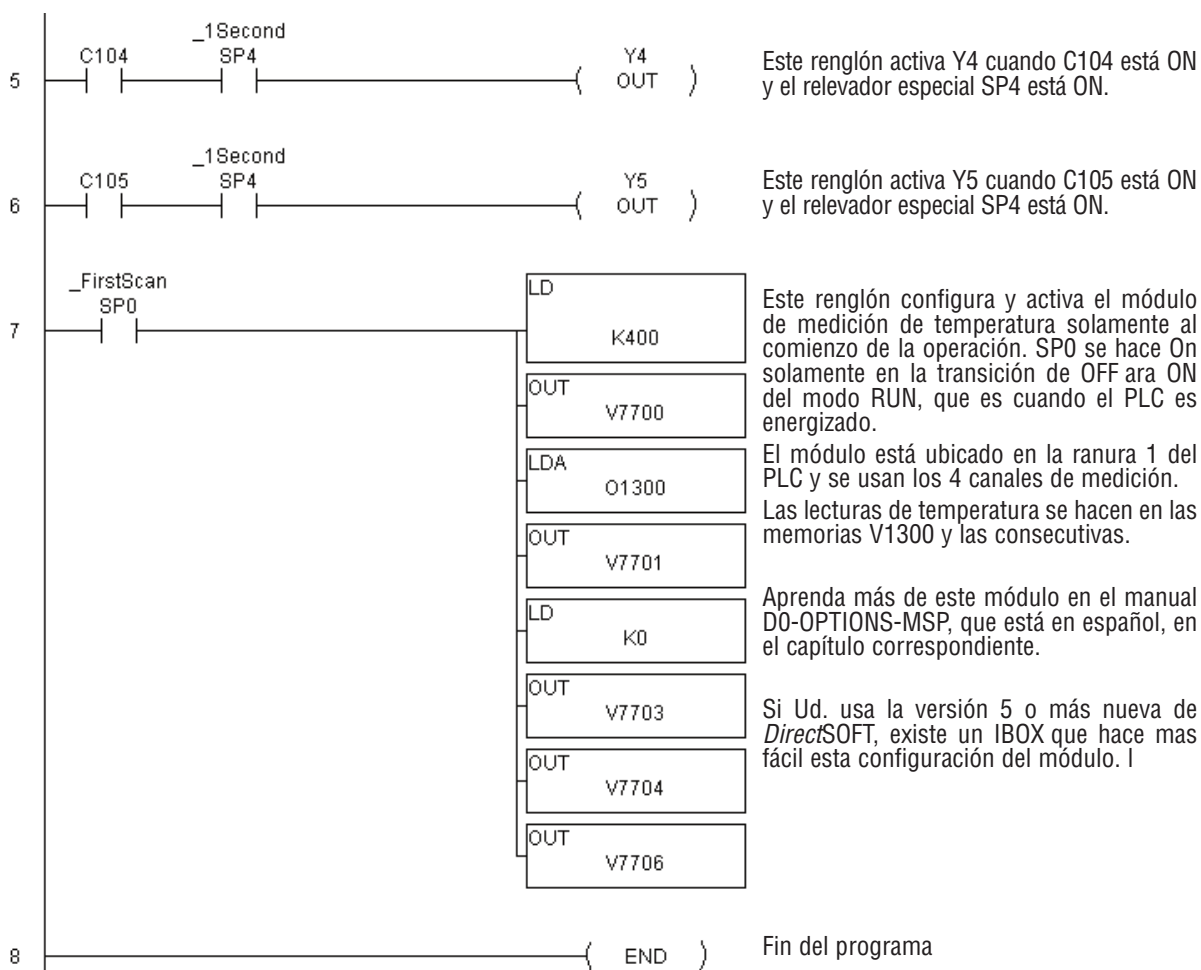 _1Second
C104 SP4 Y4
5 OUT
Este renglón activa Y4 cuando C104 está ON
y el relevador especial SP4 está ON.
_1Second
C105 SP4 Y5
6 OUT
Este renglón activa Y5 cuando C105 está ON
y el relevador especial SP4 está ON.
_FirstScan
SP0
7
LD
K400
OUT
V7700
LDA
O1300
OUT
V7701
LD
K0
OUT
V7703
OUT
V7704
OUT
V7706
Este renglón configura y activa el módulo
de medición de temperatura solamente al
comienzo de la operación. SP0 se hace On
solamente en la transición de OFF ara ON
del modo RUN, que es cuando el PLC es
energizado.
El módulo está ubicado en la ranura 1 del
PLC y se usan los 4 canales de medición.
Las lecturas de temperatura se hacen en las
memorias V1300 y las consecutivas.
Aprenda más de este módulo en el manual
D0-OPTIONS-MSP, que está en español, en
el capítulo correspondiente.
Si Ud. usa la versión 5 o más nueva de
DirectSOFT, existe un IBOX que hace mas
fácil esta configuración del módulo. l
8 END
Fin del programa